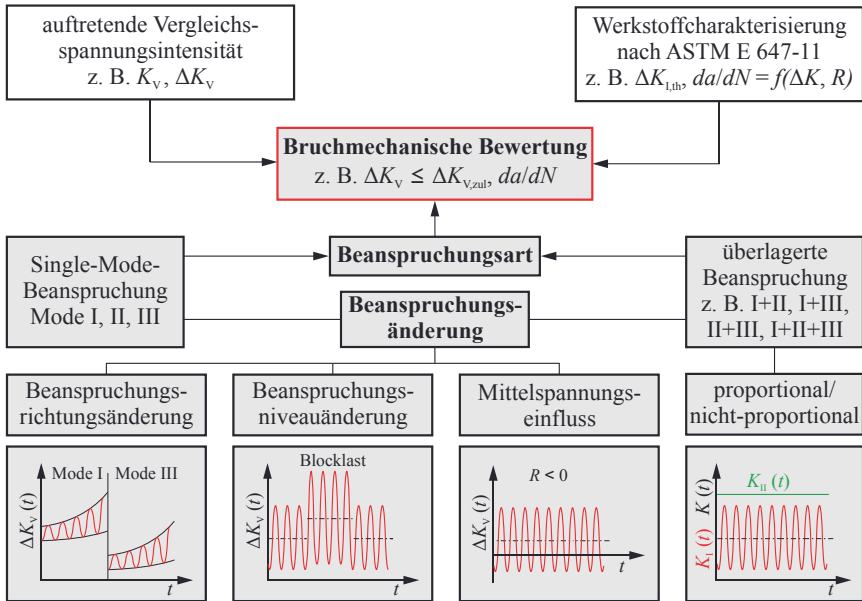 auftretende Vergleichs-
spannungsintensität
z. B. K_V, ΔK_V
Werkstoffcharakterisierung
nach ASTM E 647-11
z. B. ΔK_I,th, da/dN = f(ΔK, R)
Bruchmechanische Bewertung
z. B. ΔK_V ≤ ΔK_V,zul, da/dN
Single-Mode-
Beanspruchung
Mode I, II, III
Beanspruchungsart
Beanspruchungs-
änderung
überlagerte
Beanspruchung
z. B. I+II, I+III,
II+III, I+II+III
Beanspruchungs-
richtungsänderung
Beanspruchungs-
niveauänderung
Mittelspannungs-
einfluss
proportional/
nicht-proportional
Mode I
Mode III
ΔK_V (t)
t
Blocklast
ΔK_V (t)
t
R < 0
ΔK_V (t)
t
K_II (t)
K (t)
K_I (t)
t